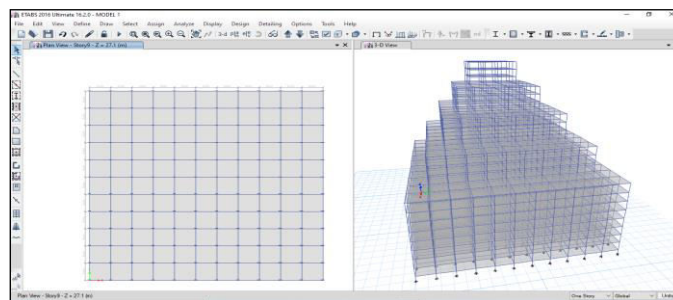 ETABS 2016 Ultimate 16.2.0 - MODEL 1
File Edit View Define Draw Select Assign Analyze Display Design Detailing Options Tools Help
Plan View - Story9 - Z = 27.1 (m)
3-D View
Plan View - Story9 - Z = 27.1 (m)
One Story
Global
Units